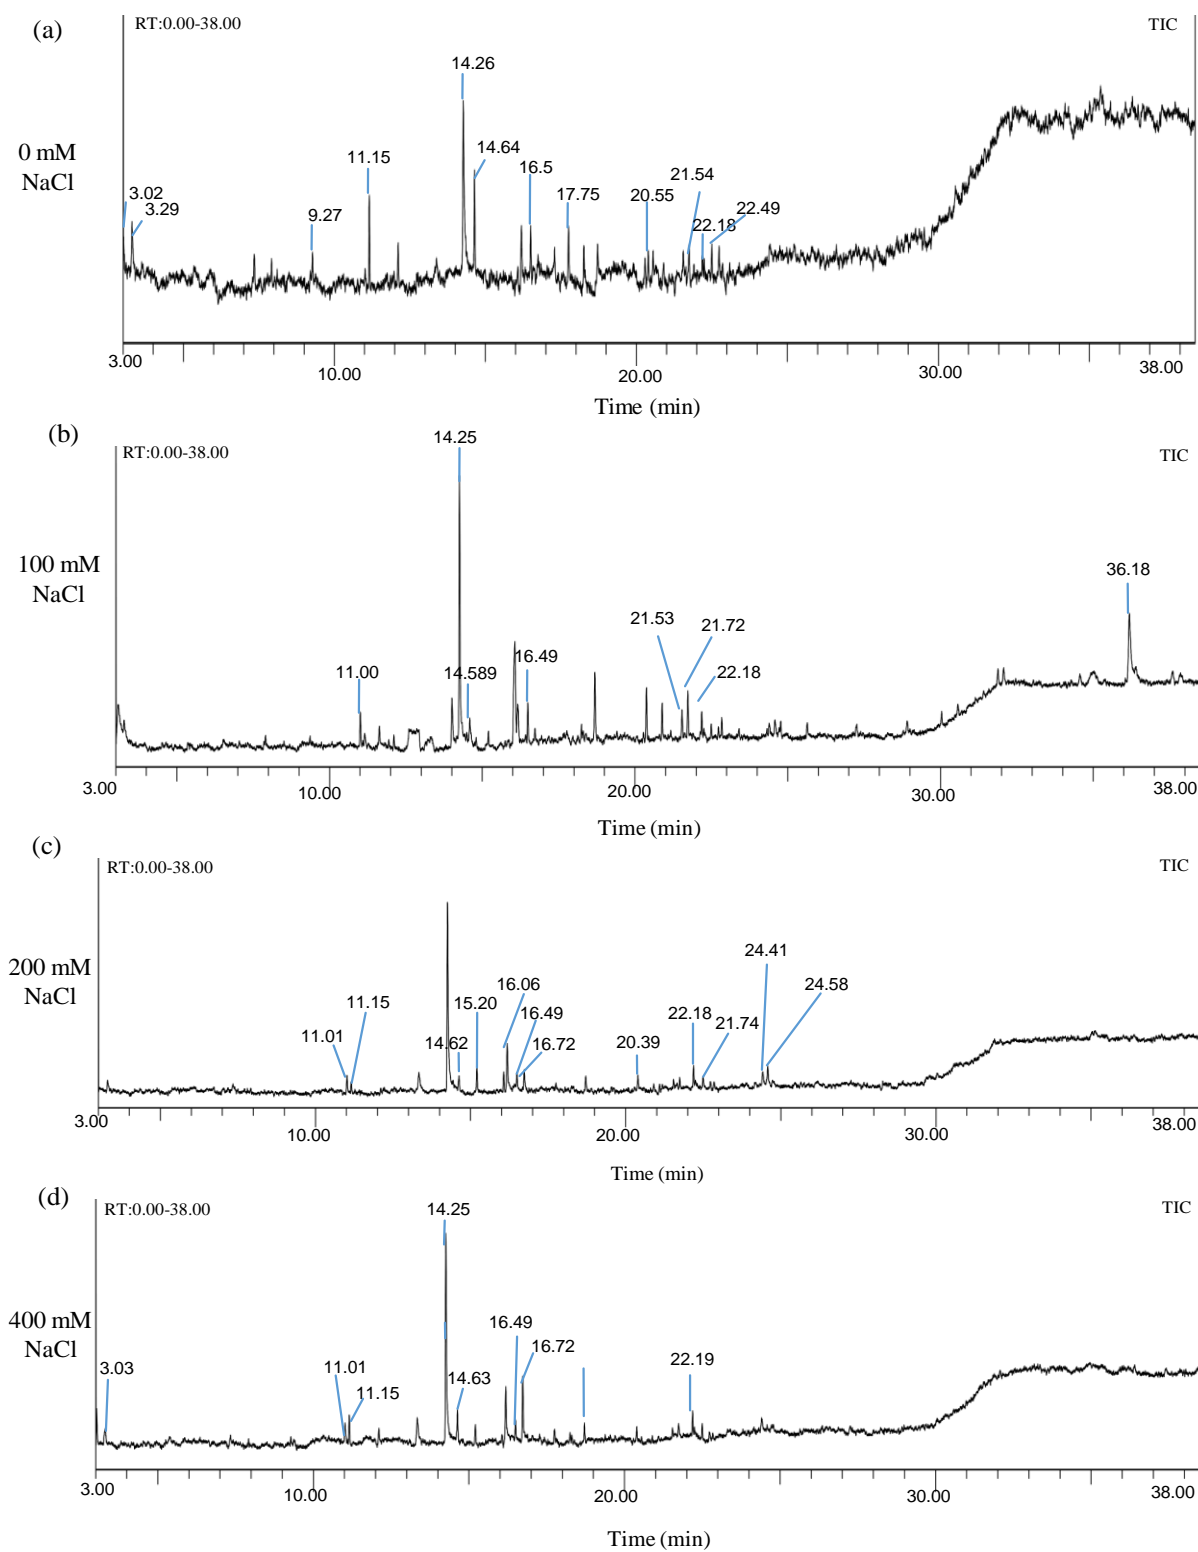 (a)
RT:0.00-38.00
TIC
14.26
14.64
11.15
16.5
21.54
0 mM
NaCl
3.02
3.29
9.27
17.75
20.55
22.18
22.49
3.00
10.00
20.00
30.00
38.00
Time (min)
(b)
RT:0.00-38.00
14.25
TIC
100 mM
NaCl
36.18
21.53
21.72
11.00
14.589
16.49
22.18
3.00
10.00
20.00
30.00
38.00
Time (min)
(c)
RT:0.00-38.00
TIC
200 mM
NaCl
24.41
24.58
11.15
15.20
16.06
16.49
11.01
14.62
16.72
20.39
22.18
21.74
3.00
10.00
20.00
30.00
38.00
Time (min)
(d)
RT:0.00-38.00
14.25
TIC
400 mM
NaCl
16.49
16.72
3.03
11.01
11.15
14.63
22.19
3.00
10.00
20.00
30.00
38.00
Time (min)